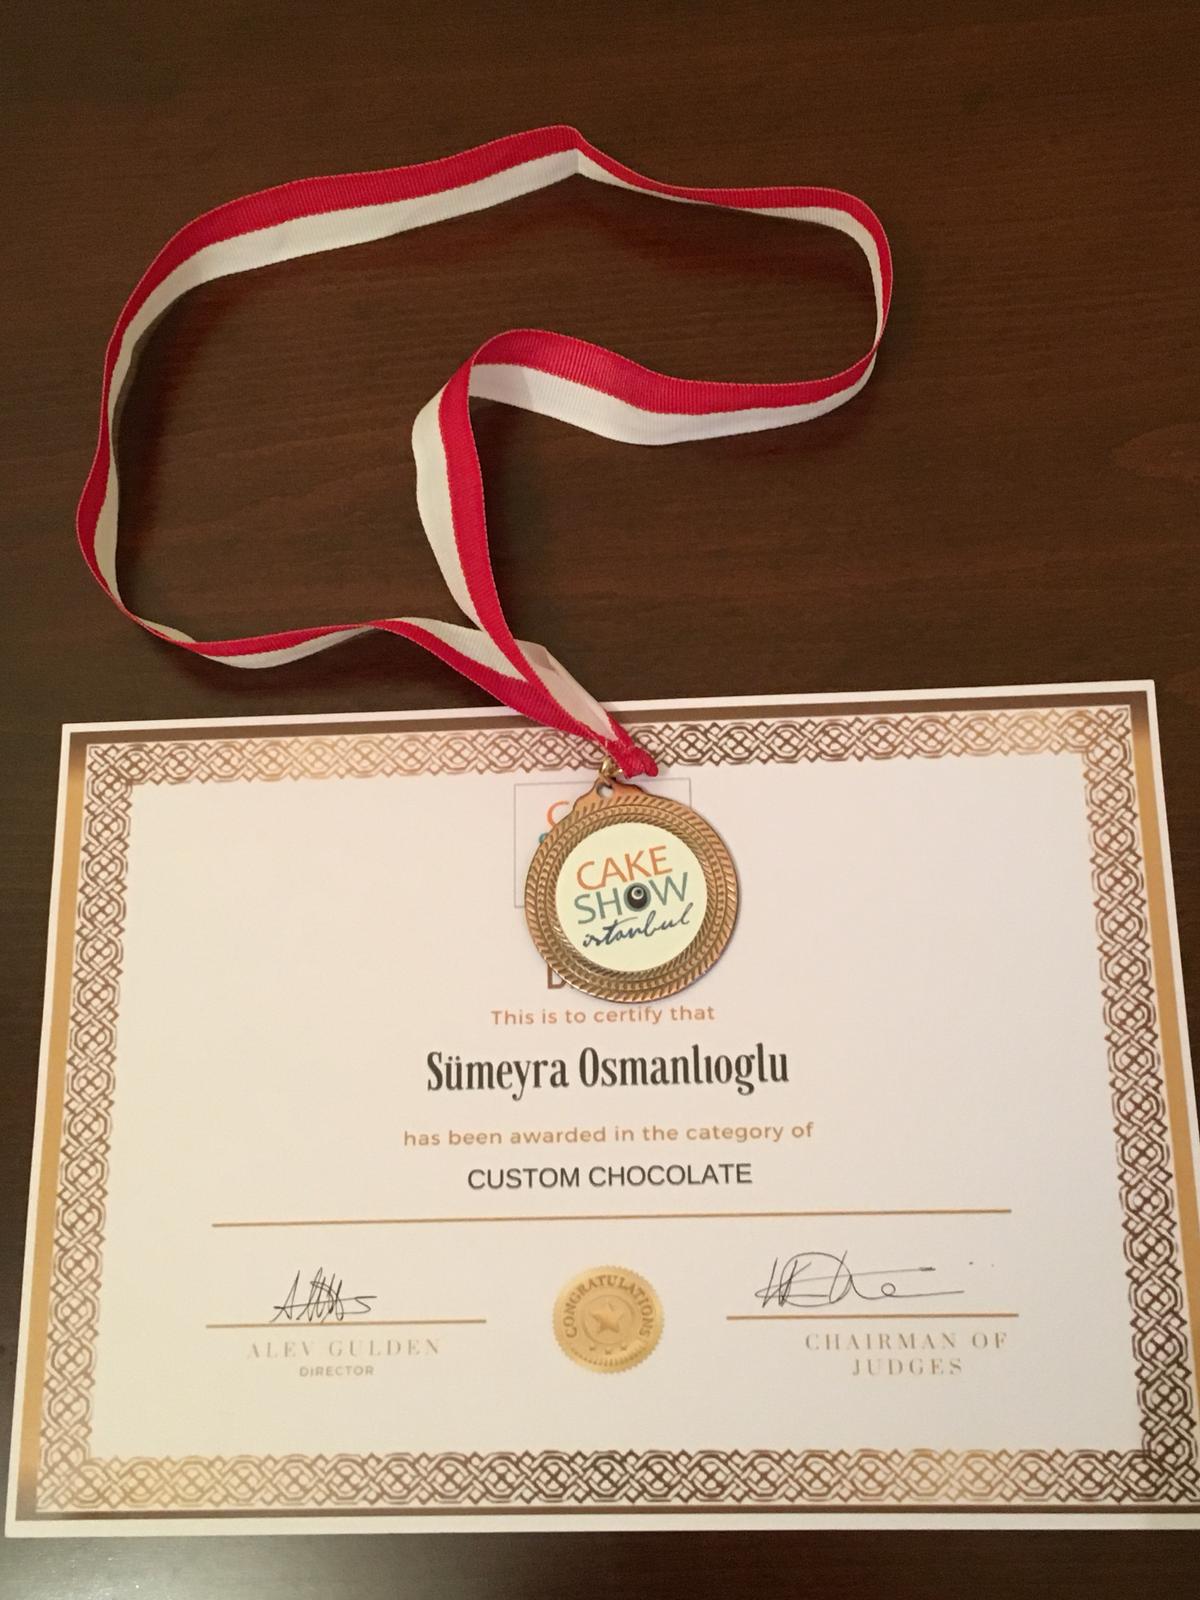 CAKE
SHOW
istanbul
This is to certify that
Sümeyra Osmanlıoglu
has been awarded in the category of
CUSTOM CHOCOLATE
CONGRATULATIONS
ALEV GULDEN
DIRECTOR
CHAIRMAN OF
JUDGES